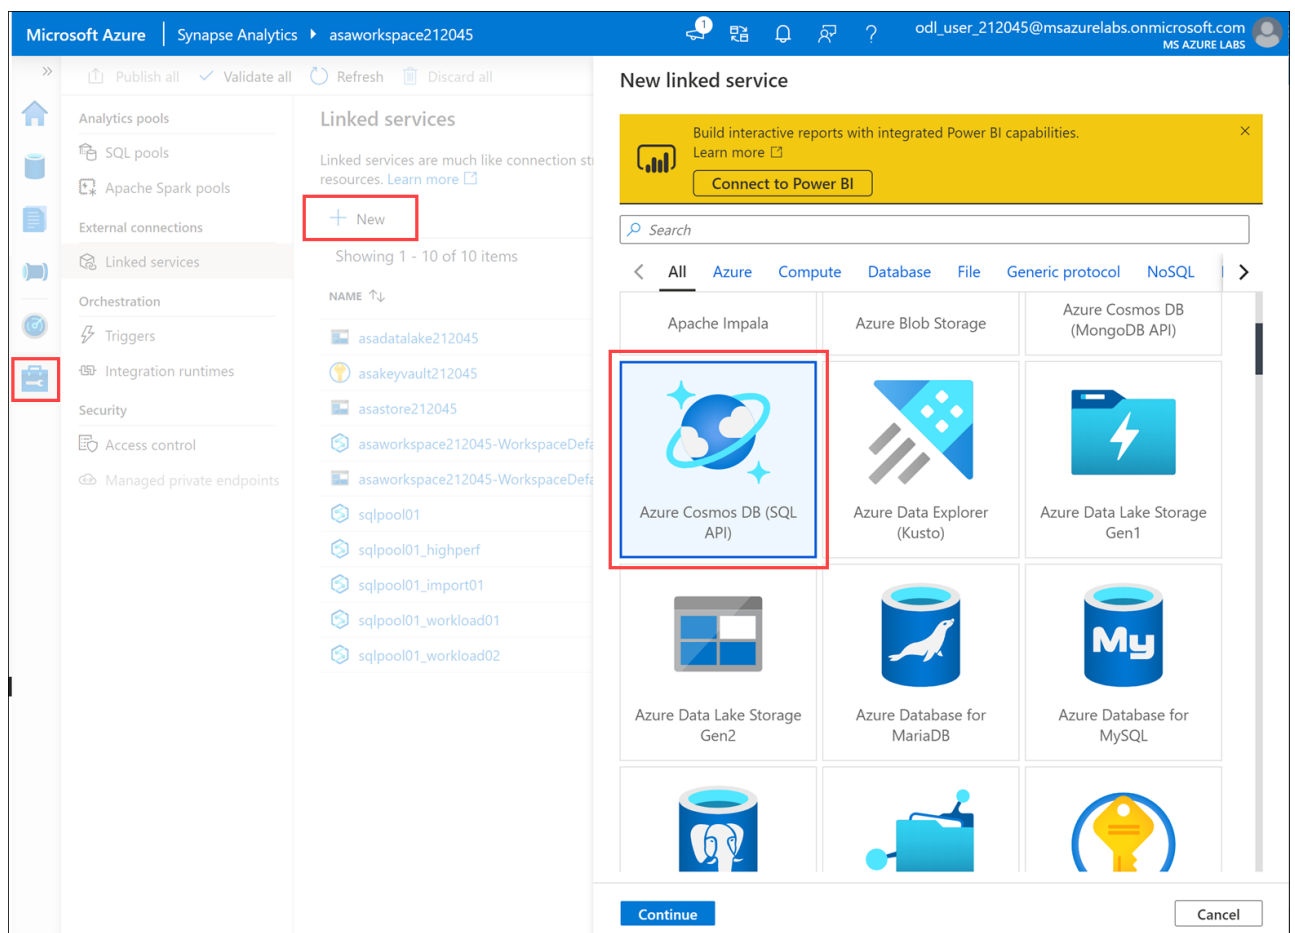 Microsoft Azure
Synapse Analytics
asaworkspace212045
1
odl_user_212045@msazurelabs.onmicrosoft.com
MS AZURE LABS
Publish all
Validate all
Refresh
Discard all
Analytics pools
SQL pools
Apache Spark pools
External connections
Linked services
Orchestration
Triggers
Integration runtimes
Security
Access control
Managed private endpoints
Linked services
Linked services are much like connection st
resources. Learn more
New
Showing 1 - 10 of 10 items
NAME
asadatalake212045
asakeyvault212045
asastore212045
asaworkspace212045-WorkspaceDefa
asaworkspace212045-WorkspaceDefa
sqlpool01
sqlpool01_highperf
sqlpool01_import01
sqlpool01_workload01
sqlpool01_workload02
New linked service
Build interactive reports with integrated Power BI capabilities.
Learn more
Connect to Power BI
Search
All
Azure
Compute
Database
File
Generic protocol
NoSQL
Apache Impala
Azure Blob Storage
Azure Cosmos DB
(MongoDB API)
Azure Cosmos DB (SQL
API)
Azure Data Explorer
(Kusto)
Azure Data Lake Storage
Gen1
Azure Data Lake Storage
Gen2
Azure Database for
MariaDB
My
Azure Database for
MySQL
Continue
Cancel